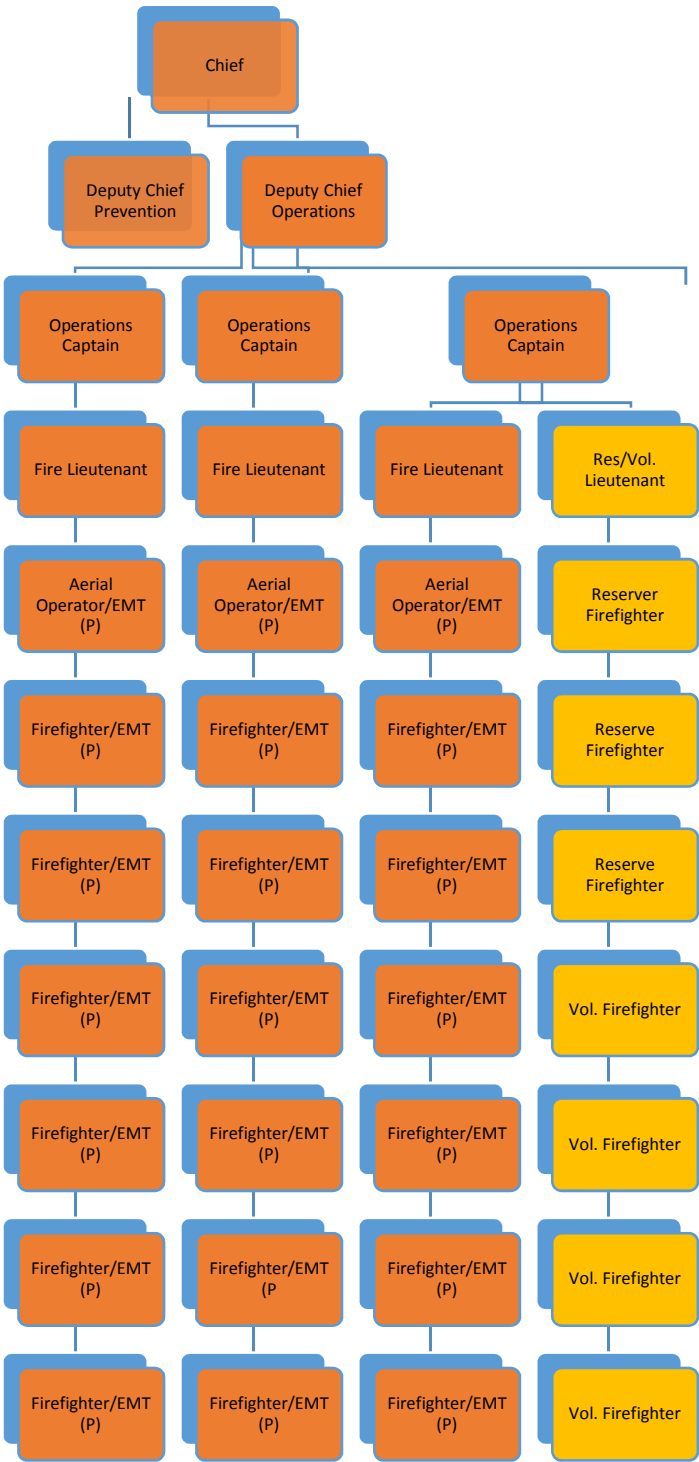 Chief
Deputy Chief
Prevention
Deputy Chief
Operations
Operations
Captain
Operations
Captain
Operations
Captain
Fire Lieutenant
Fire Lieutenant
Fire Lieutenant
Res/Vol.
Lieutenant
Aerial
Operator/EMT
(P)
Aerial
Operator/EMT
(P)
Aerial
Operator/EMT
(P)
Reserver
Firefighter
Firefighter/EMT
(P)
Firefighter/EMT
(P)
Firefighter/EMT
(P)
Reserve
Firefighter
Firefighter/EMT
(P)
Firefighter/EMT
(P)
Firefighter/EMT
(P)
Reserve
Firefighter
Firefighter/EMT
(P)
Firefighter/EMT
(P)
Firefighter/EMT
(P)
Vol. Firefighter
Firefighter/EMT
(P)
Firefighter/EMT
(P)
Firefighter/EMT
(P)
Vol. Firefighter
Firefighter/EMT
(P)
Firefighter/EMT
(P
Firefighter/EMT
(P)
Vol. Firefighter
Firefighter/EMT
(P)
Firefighter/EMT
(P)
Firefighter/EMT
(P)
Vol. Firefighter